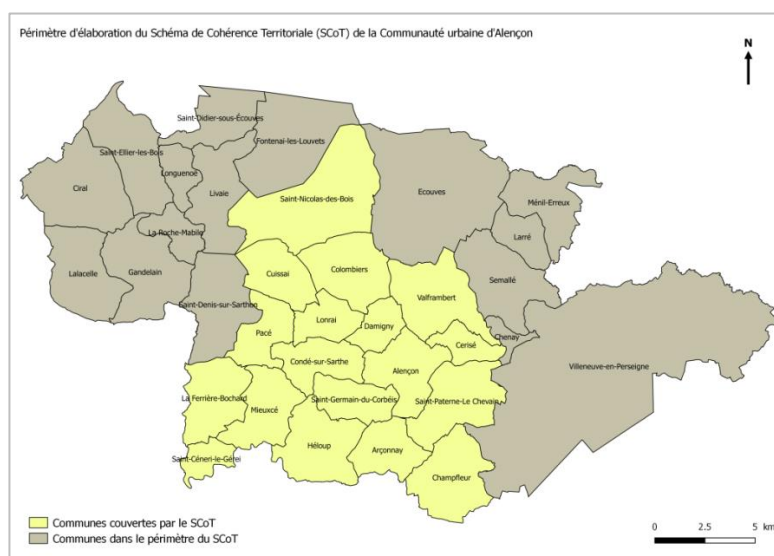 Périmètre d'élaboration du Schéma de Cohérence Territoriale (SCoT) de la Communauté urbaine d'Alençon
N
Saint-Didier-sous-Écouves
Fontenai-les-Louvets
Saint-Ellier-les-Bois
Longuenoe
Ciral
Livaie
Ecouves
Saint-Nicolas-des-Bois
Ménil-Erreux
La Roche-Mabile
Larré
Lalacelle
Gandelain
Cuissai
Colombiers
Semallé
Saint-Denis-sur-Sarthon
Valframbert
Pacé
Lonrai
Damigny
Chenay
Cerisé
Condé-sur-Sarthe
Villeneuve-en-Perseigne
Alençon
La Ferrière-Bochard
Saint-Germain-du-Corbéis
Saint-Paterne-Le Chevain
Mieuxcé
Héloup
Arçonnay
Saint-Céneri-le-Gérei
Champfleur
Communes couvertes par le SCoT
Communes dans le périmètre du SCoT
0 2.5 5 km